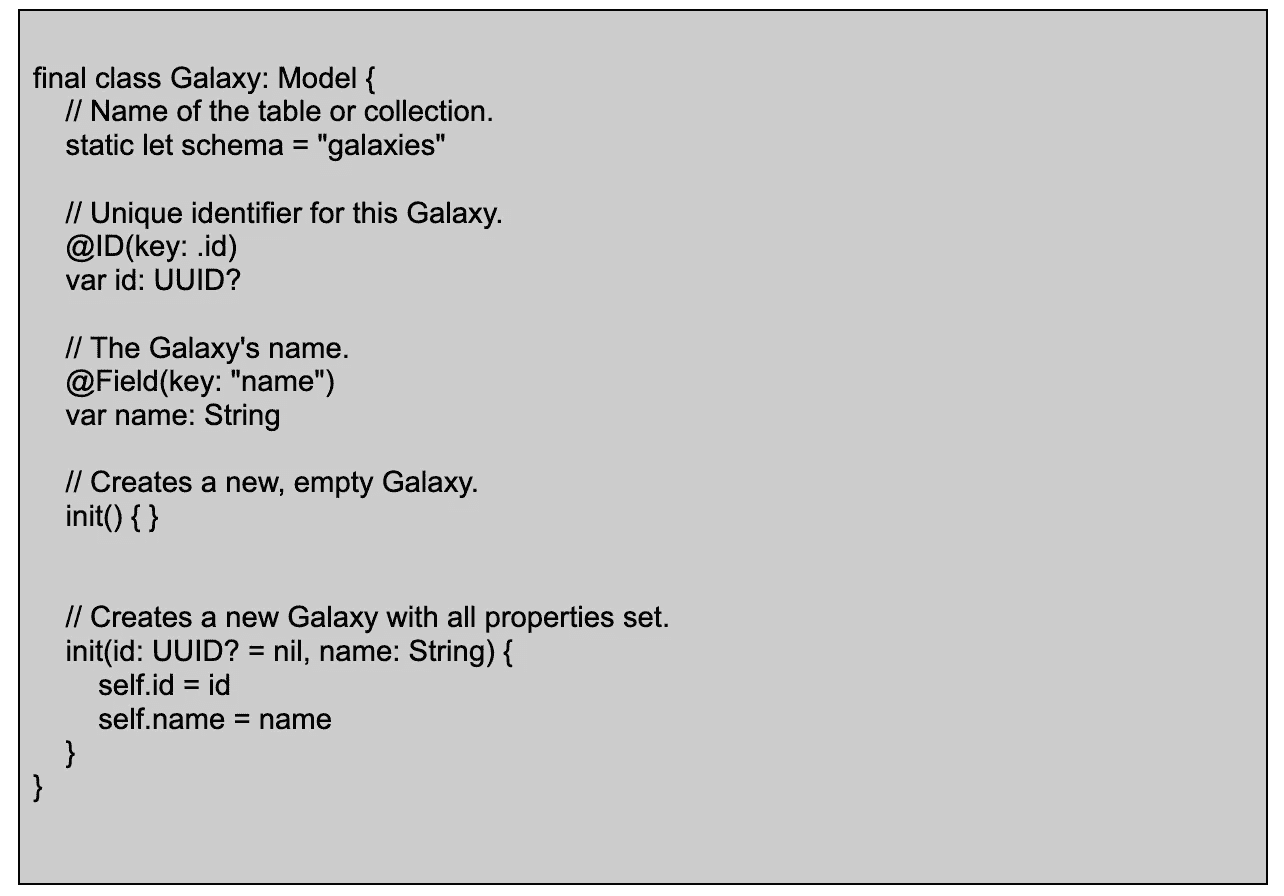 final class Galaxy: Model {
// Name of the table or collection.
static let schema = "galaxies"
// Unique identifier for this Galaxy.
@ID(key: .id)
var id: UUID?
// The Galaxy's name.
@Field(key: "name")
var name: String
// Creates a new, empty Galaxy.
init() { }
// Creates a new Galaxy with all properties set.
init(id: UUID? = nil, name: String) {
self.id = id
self.name = name
}
}